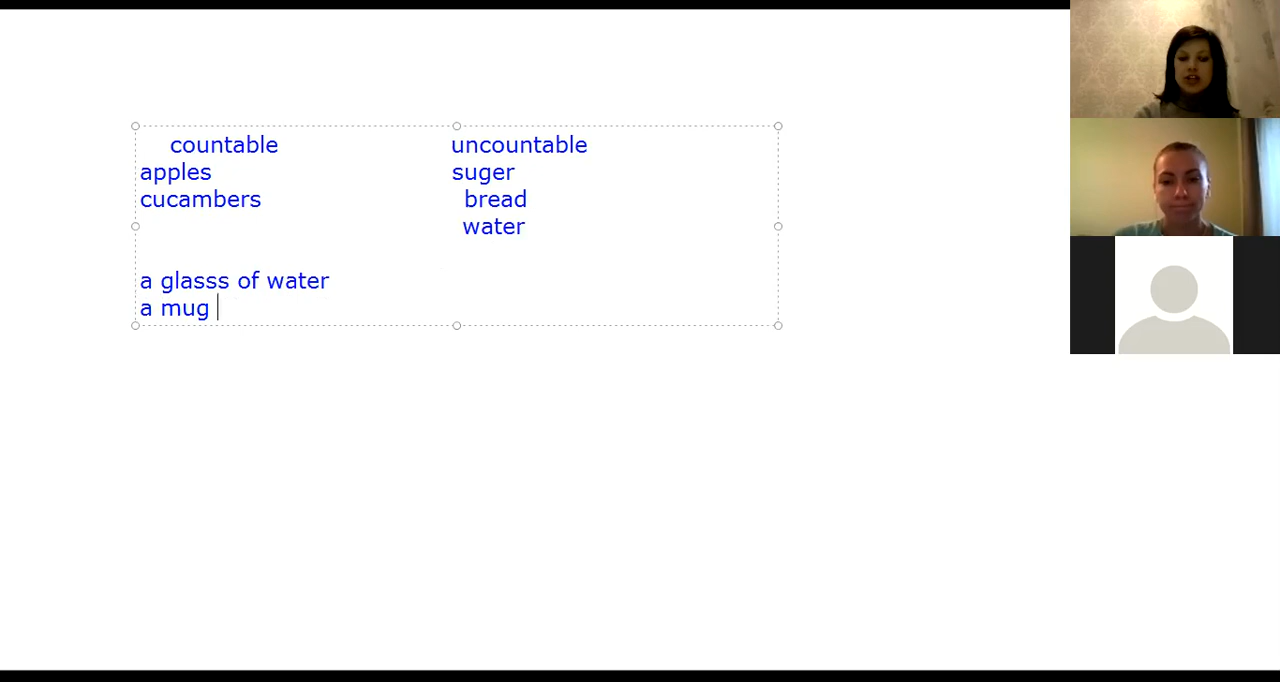 countable uncountable
apples suger
cucambers bread
water
a glasss of water
a mug